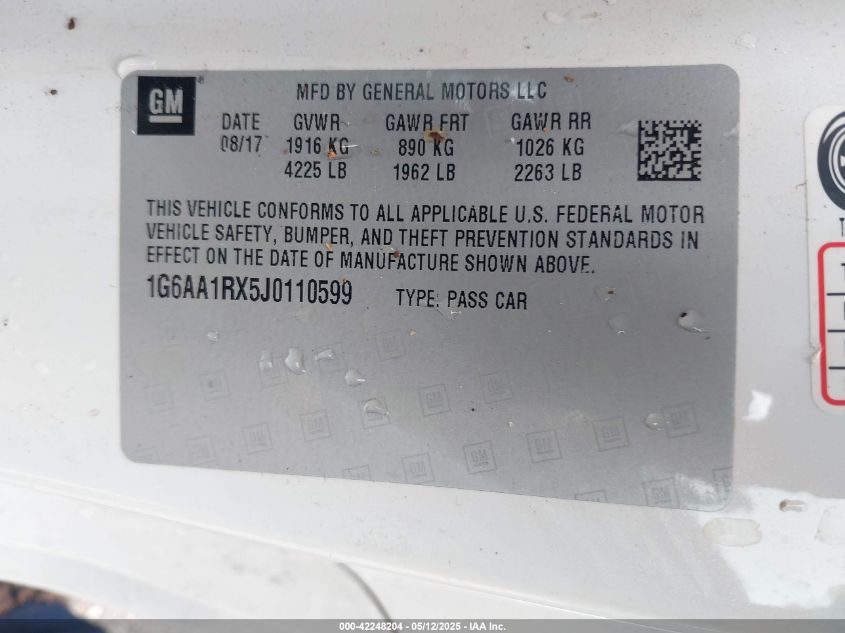 GM
MFD BY GENERAL MOTORS LLC
DATE GVWR GAWR FRT GAWR RR
08/17 1916 KG 890 KG 1026 KG
4225 LB 1962 LB 2263 LB
THIS VEHICLE CONFORMS TO ALL APPLICABLE U.S. FEDERAL MOTOR
VEHICLE SAFETY, BUMPER, AND THEFT PREVENTION STANDARDS IN
EFFECT ON THE DATE OF MANUFACTURE SHOWN ABOVE.
1G6AA1RX5J0110599 TYPE: PASS CAR
000-42248204 - 05/12/2025 - IAA Inc.